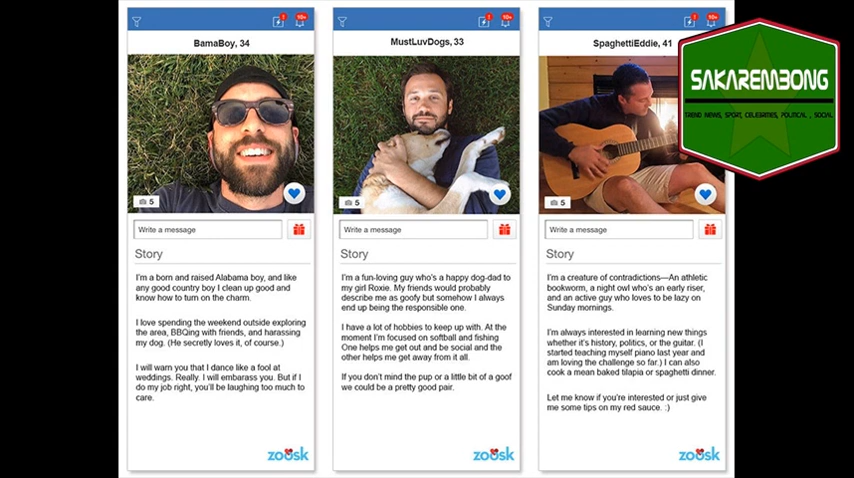 BamaBoy, 34
5
Write a message
Story
I'm a born and raised Alabama boy, and like
any good country boy I clean up good and
know how to turn on the charm.
I love spending the weekend outside exploring
the area, BBQing with friends, and harassing
my dog. (He secretly loves it, of course.)
I will warn you that I dance like a fool at
weddings. Really. I will embarass you. But if I
do my job right, you'll be laughing too much to
care.
zoosk
! 10+
MustLuvDogs, 33
5
Write a message
Story
I'm a fun-loving guy who's a happy dog-dad to
my girl Roxie. My friends would probably
describe me as goofy but somehow I always
end up being the responsible one.
I have a lot of hobbies to keep up with. At the
moment I'm focused on softball and fishing
One helps me get out and be social and the
other helps me get away from it all.
If you don't mind the pup or a little bit of a goof
we could be a pretty good pair.
zoosk
! 10+
SpaghettiEddie, 41
5
Write a message
Story
I'm a creature of contradictions—An athletic
bookworm, a night owl who's an early riser,
and an active guy who loves to be lazy on
Sunday mornings.
I'm always interested in learning new things
whether it's history, politics, or the guitar. (I
started teaching myself piano last year and
am loving the challenge so far.) I can also
cook a mean baked tilapia or spaghetti dinner.
Let me know if you're interested or just give
me some tips on my red sauce. :)
zoosk
! 10+
SAKAREMBONG
TREND NEWS, SPORT, CELEBRITIES, POLITICAL , SOCIAL